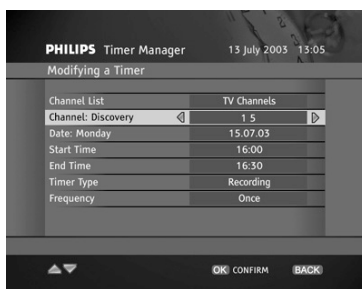 PHILIPS Timer Manager 13 July 2003 13:05
Modifying a Timer
Channel List TV Channels
Channel: Discovery 1 5
Date: Monday 15.07.03
Start Time 16:00
End Time 16:30
Timer Type Recording
Frequency Once
OK CONFIRM BACK